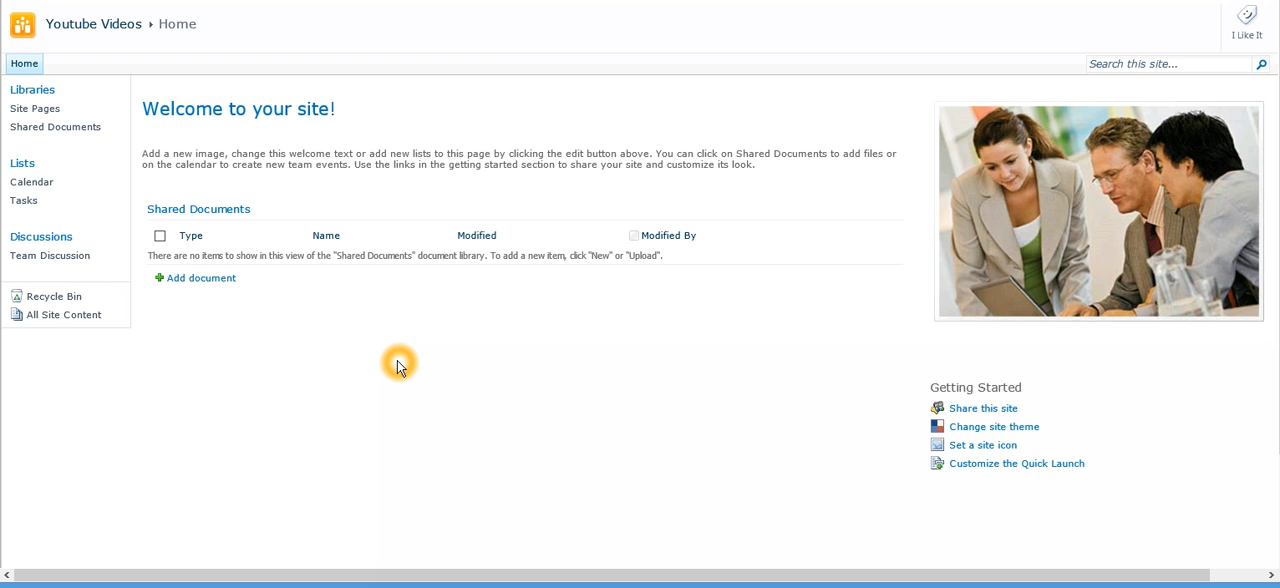 Youtube Videos ▸ Home
I Like It
Home
Search this site...
Libraries
Site Pages
Shared Documents
Lists
Calendar
Tasks
Discussions
Team Discussion
Recycle Bin
All Site Content
Welcome to your site!
Add a new image, change this welcome text or add new lists to this page by clicking the edit button above. You can click on Shared Documents to add files or
on the calendar to create new team events. Use the links in the getting started section to share your site and customize its look.
Shared Documents
Type Name Modified Modified By
There are no items to show in this view of the "Shared Documents" document library. To add a new item, click "New" or "Upload".
Add document
Getting Started
Share this site
Change site theme
Set a site icon
Customize the Quick Launch